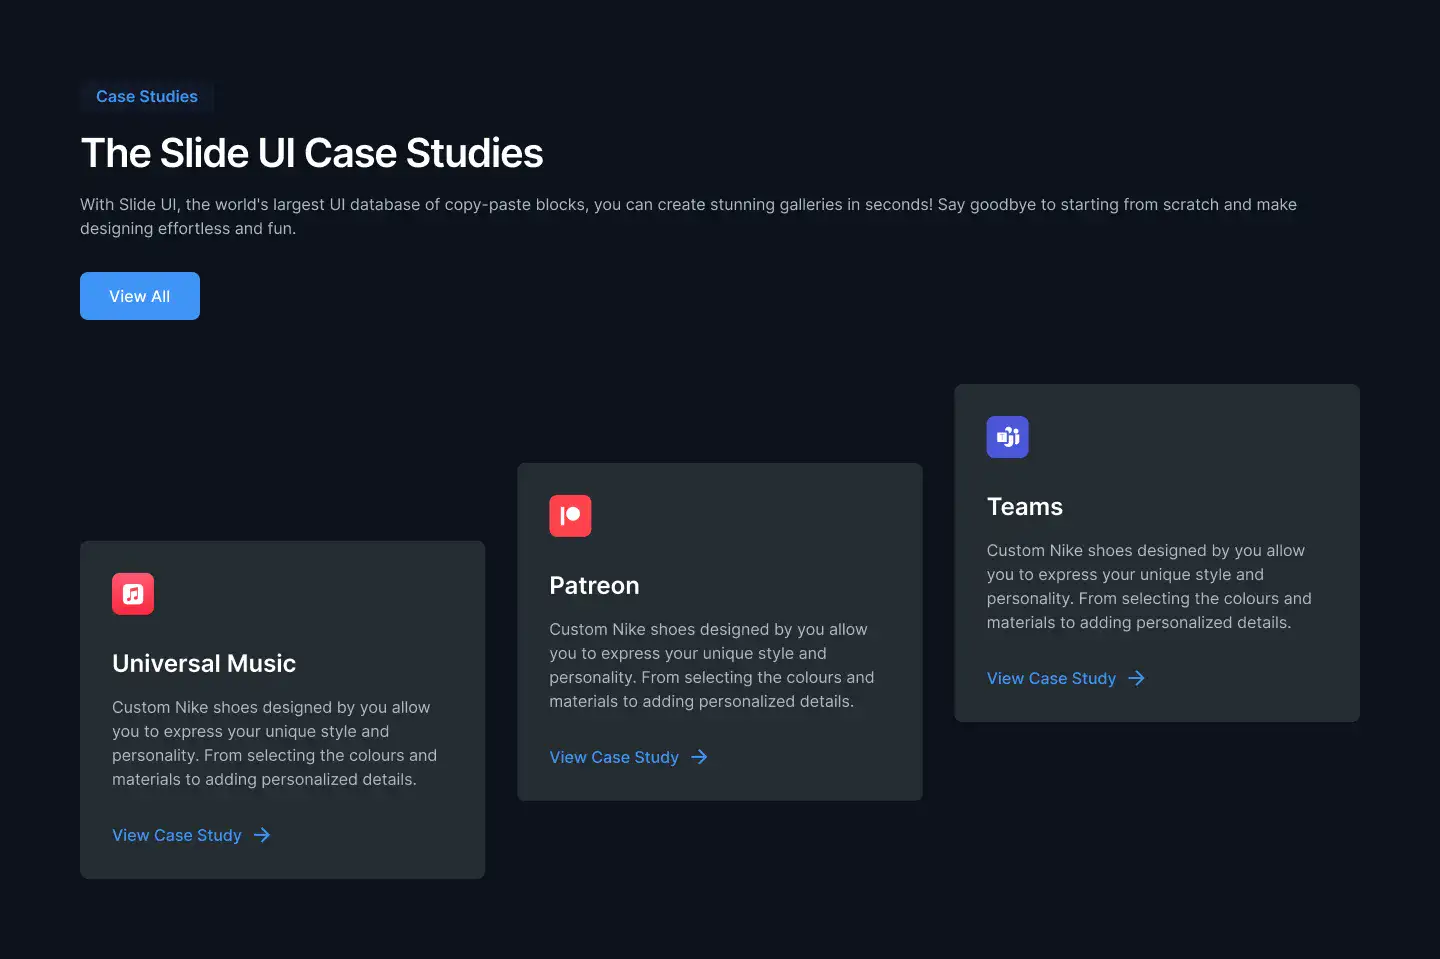 Case Studies
The Slide UI Case Studies
With Slide UI, the world's largest UI database of copy-paste blocks, you can create stunning galleries in seconds! Say goodbye to starting from scratch and make
designing effortless and fun.
View All
Universal Music
Custom Nike shoes designed by you allow
you to express your unique style and
personality. From selecting the colours and
materials to adding personalized details.
View Case Study
Patreon
Custom Nike shoes designed by you allow
you to express your unique style and
personality. From selecting the colours and
materials to adding personalized details.
View Case Study
Teams
Custom Nike shoes designed by you allow
you to express your unique style and
personality. From selecting the colours and
materials to adding personalized details.
View Case Study